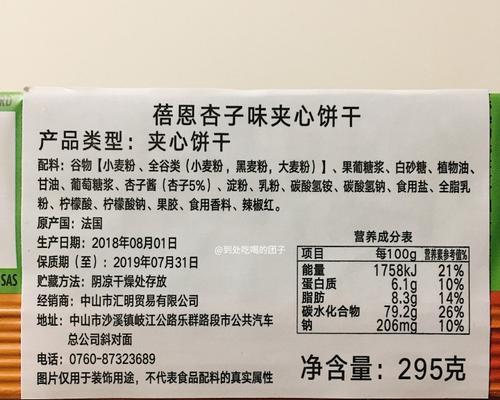 蓓恩杏子味夹心饼干
产品类型：夹心饼干
配料：谷物【小麦粉、全谷类（小麦粉，黑麦粉，大麦粉）】、果葡糖浆、白砂糖、植物油、
甘油、葡萄糖浆、杏子酱（杏子5%）、淀粉、乳粉、碳酸氢铵、碳酸氢钠、食用盐、全脂乳
粉、柠檬酸、柠檬酸钠、果胶、食用香料、辣椒红。
原产国：法国
生产日期：2018年08月01日
保质期（至）：2019年07月31日
贮藏方法：阴凉干燥处存放
经销商：中山市汇明贸易有限公司
地址：中山市沙溪镇岐江公路乐群路段市公共汽车
总公司斜对面
电话：0760-87323689
图片仅用于装饰用途，不代表食品配料的真实属性
@到处吃喝的团子
营养成分表
项目 每100g 营养素参考值%
能量 1758kJ 21%
蛋白质 6.1g 10%
脂肪 8.3g 14%
碳水化合物 79.2g 26%
钠 206mg 10%
净含量：295克
SAS